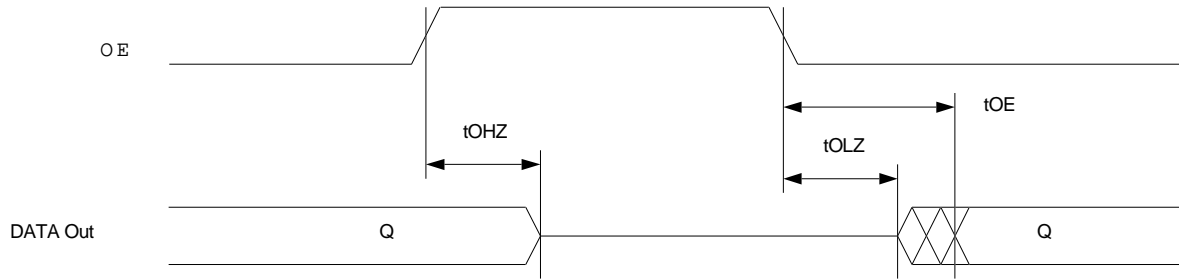 OE
tOE
tOHZ
tOLZ
DATA Out
Q
Q